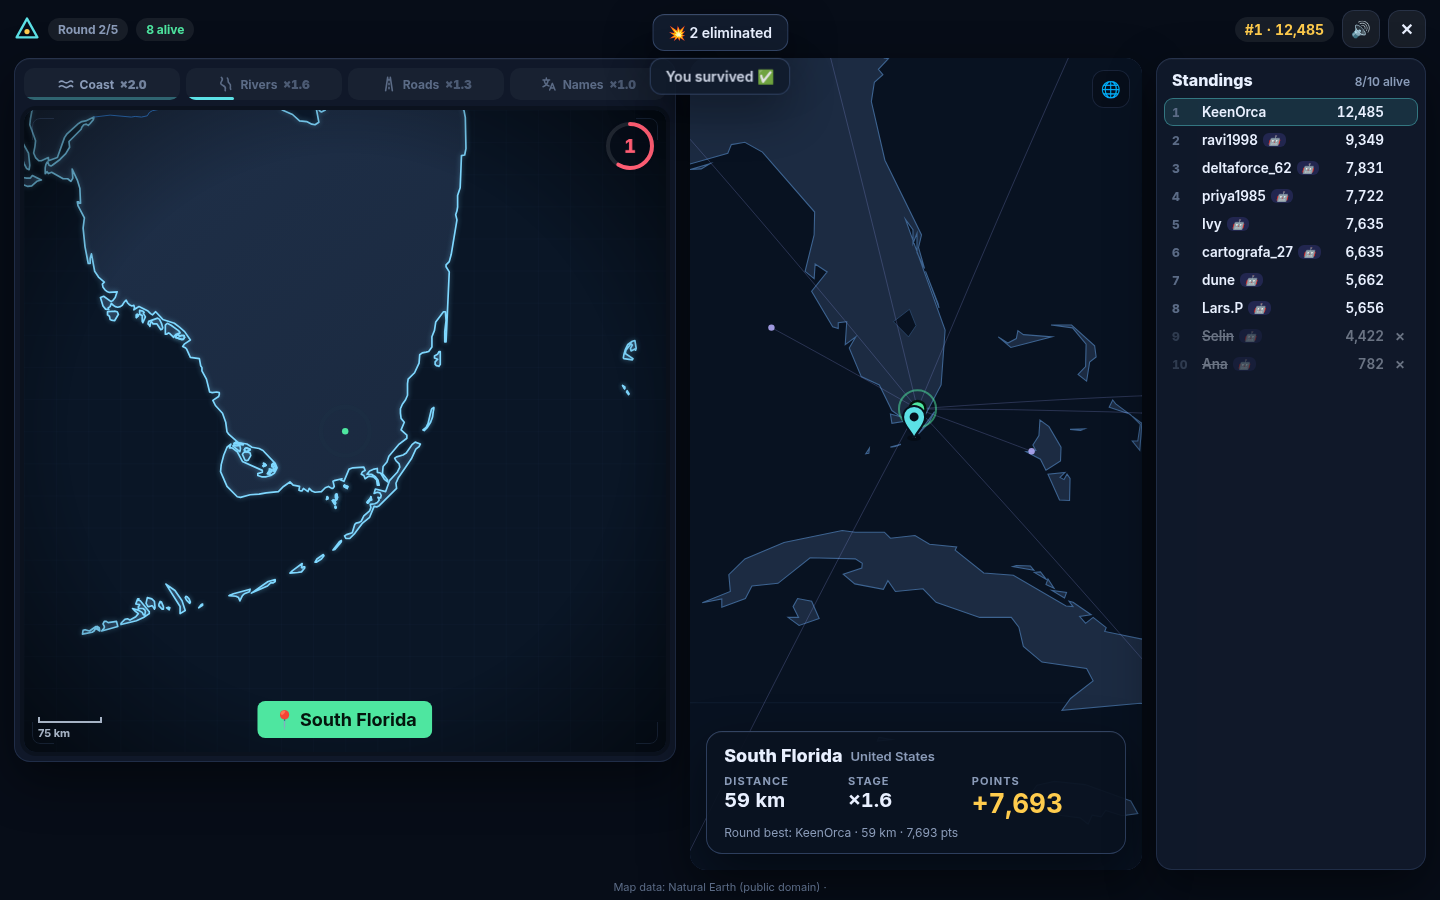 Round 2/5
8 alive
💥 2 eliminated
#1 · 12,485
You survived ✅
Coast ×2.0
Rivers ×1.6
Roads ×1.3
Names ×1.0
1
75 km
📍 South Florida
South Florida United States
DISTANCE STAGE POINTS
59 km ×1.6 +7,693
Round best: KeenOrca · 59 km · 7,693 pts
Standings 8/10 alive
1 KeenOrca 12,485
2 ravi1998 9,349
3 deltaforce_62 7,831
4 priya1985 7,722
5 Ivy 7,635
6 cartografa_27 6,635
7 dune 5,662
8 Lars.P 5,656
9 Selin 4,422 ×
10 Ana 782 ×
Map data: Natural Earth (public domain) ·